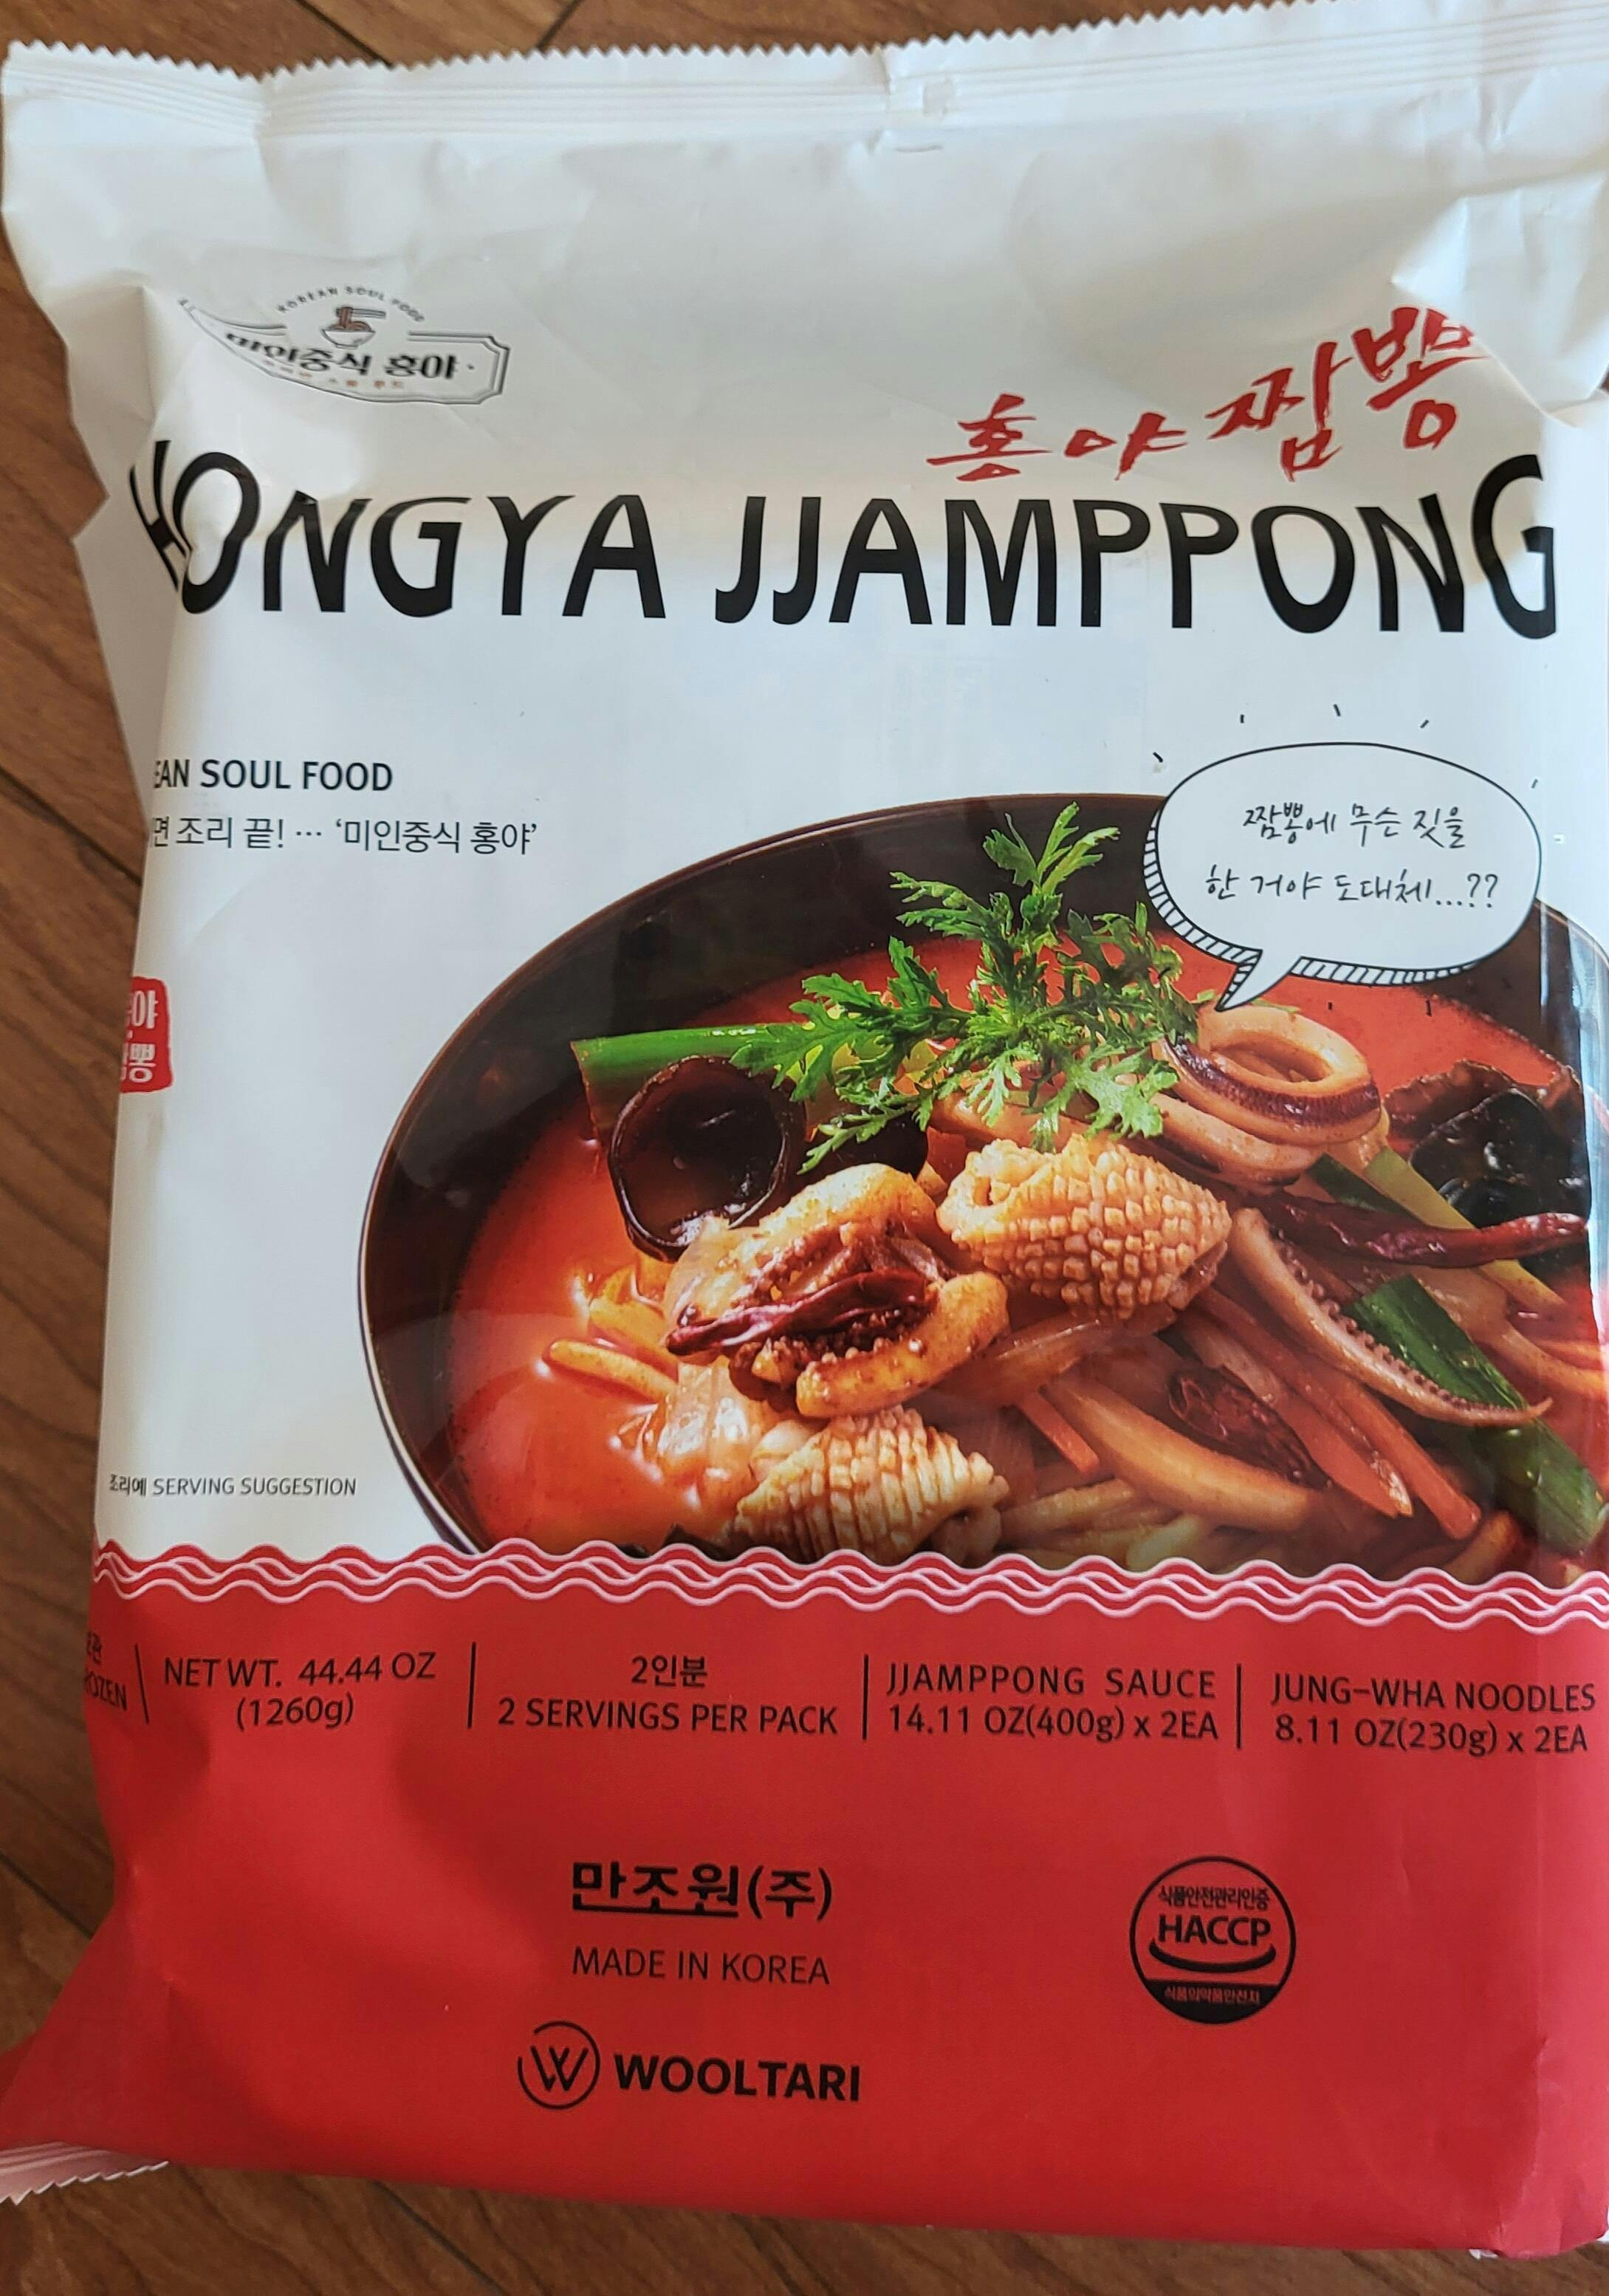 KOREAN SOUL FOOD
미인중식 홍야
홍야 짬뽕
HONGYA JJAMPPONG
EAN SOUL FOOD
면 조리 끝! ··· ‘미인중식 홍야’
짬뽕에 무슨 짓을
한 거야 도대체...??
야
뽕
조리예 SERVING SUGGESTION
관
ROZEN
NET WT. 44.44 OZ
(1260g)
2인분
2 SERVINGS PER PACK
JJAMPPONG SAUCE
14.11 OZ(400g) x 2EA
JUNG-WHA NOODLES
8.11 OZ(230g) x 2EA
만조원(주)
MADE IN KOREA
W WOOLTARI
식품안전관리인증
HACCP
식품의약품안전처